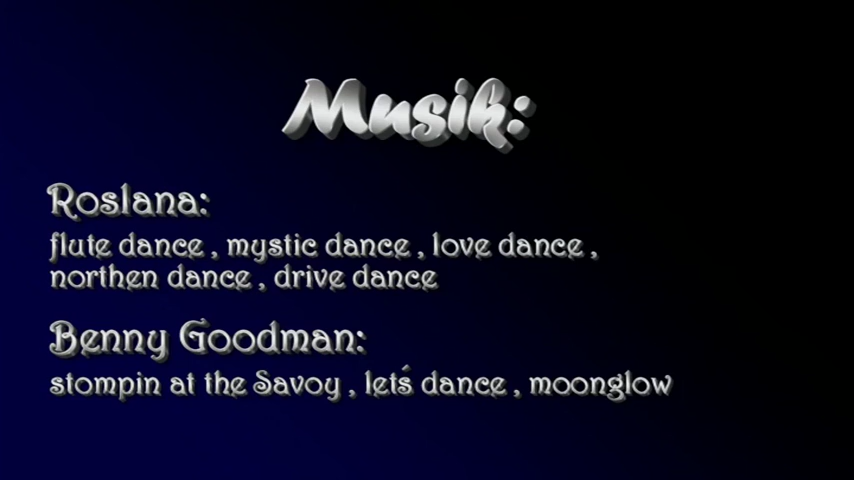 Musik:
Roslana:
flute dance , mystic dance , love dance ,
northen dance , drive dance
Benny Goodman:
stompin at the Savoy , let´s dance , moonglow